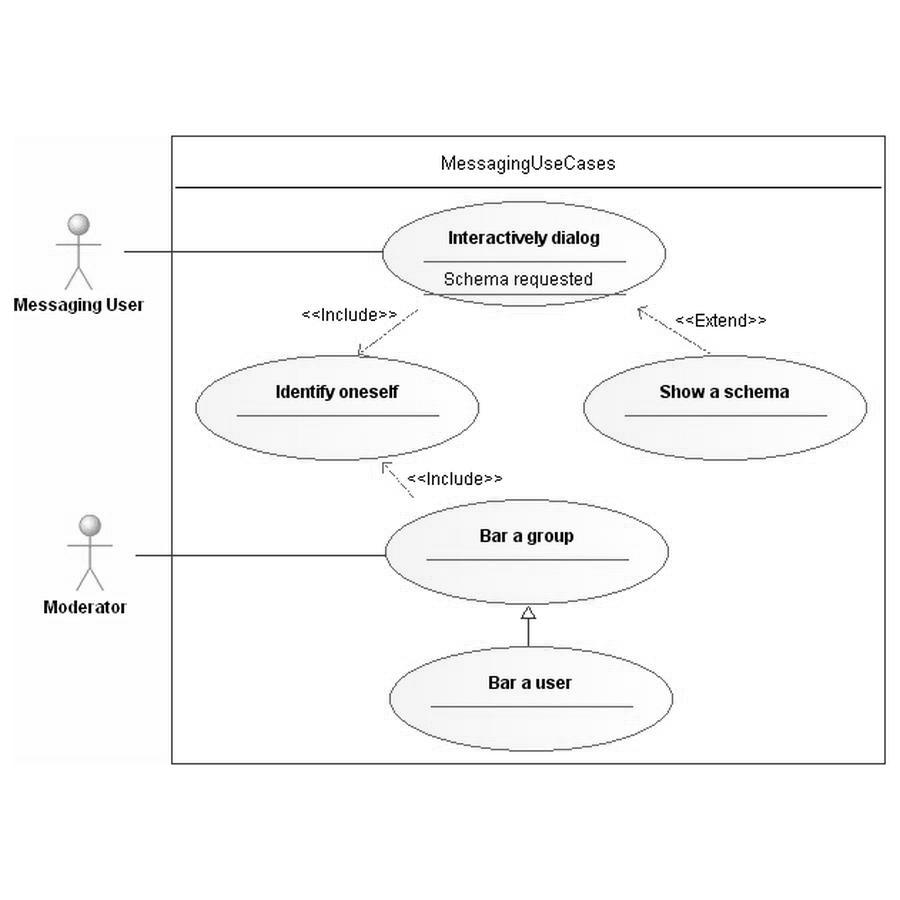 MessagingUseCases
Interactively dialog
Schema requested
Messaging User
<<Include>>
<<Extend>>
Identify oneself
Show a schema
<<Include>>
Bar a group
Moderator
Bar a user